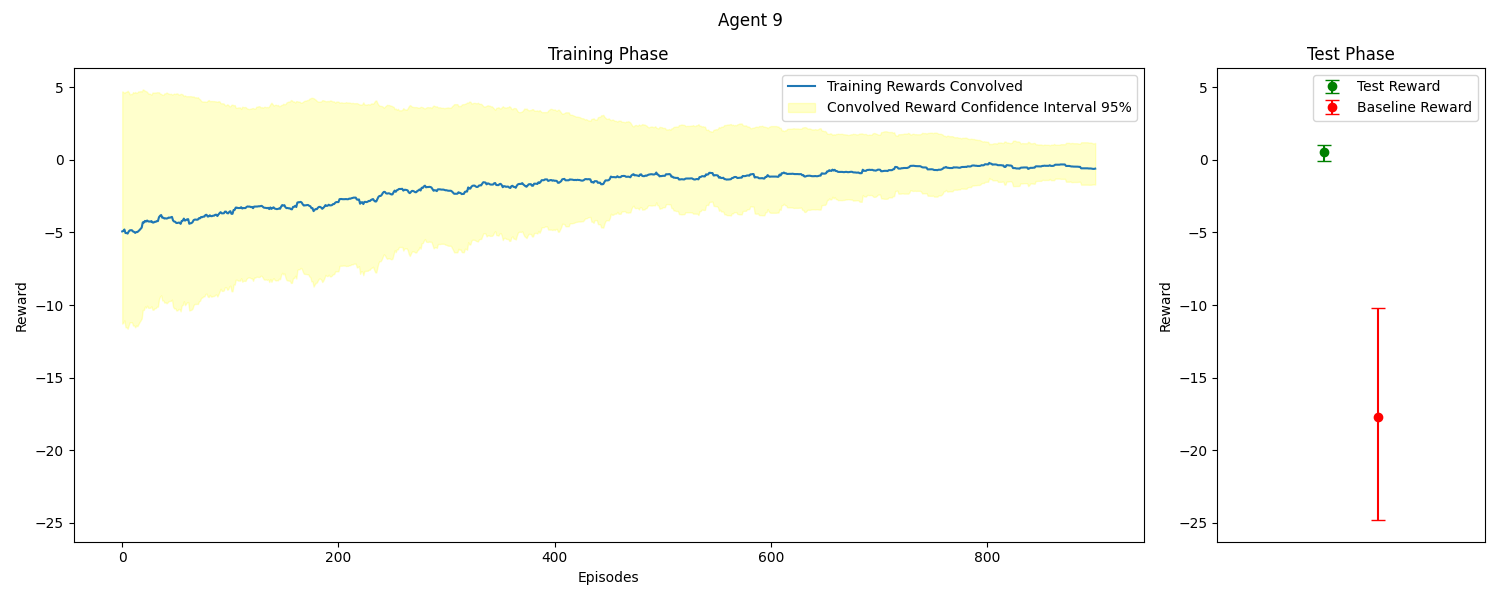 Agent 9
Training Phase
Training Rewards Convolved
Convolved Reward Confidence Interval 95%
5
0
−5
−10
−15
−20
−25
Reward
0
200
400
600
800
Episodes
Test Phase
Test Reward
Baseline Reward
5
0
−5
−10
−15
−20
−25
Reward